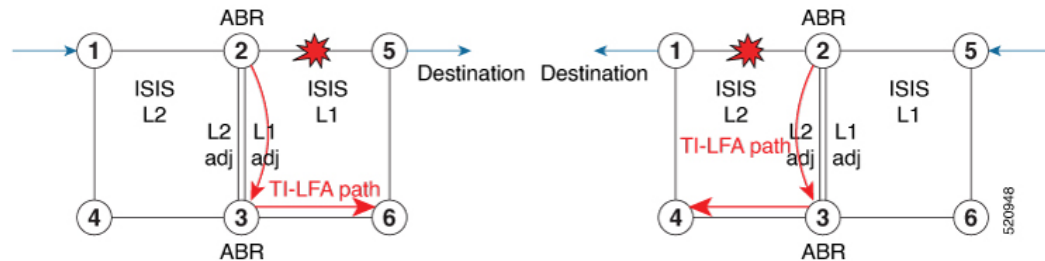 ABR
1
2
5
Destination
ISIS
L2
ISIS
L1
L2
adj
L1
adj
TI-LFA path
4
3
6
ABR
ABR
1
2
5
Destination
ISIS
L2
ISIS
L1
L2
adj
L1
adj
TI-LFA path
4
3
6
ABR
520948